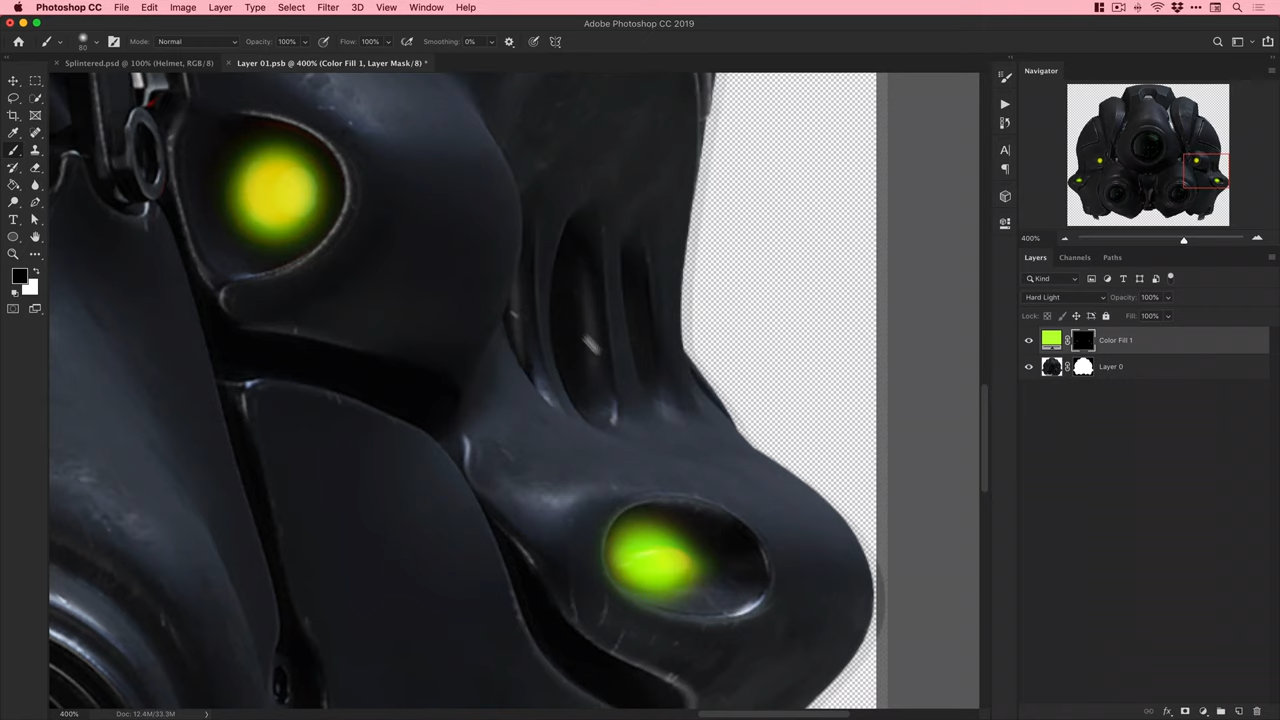 Photoshop CC File Edit Image Layer Type Select Filter 3D View Window Help
Adobe Photoshop CC 2019
80 Mode: Normal Opacity: 100% Flow: 100% Smoothing: 0%
Splintered.psd @ 100% (Helmet, RGB/8) Layer 01.psb @ 400% (Color Fill 1, Layer Mask/8) *
Navigator
400%
Layers Channels Paths
Kind
Hard Light Opacity: 100%
Lock: Fill: 100%
Color Fill 1
Layer 0
400% Doc: 12.4M/33.3M